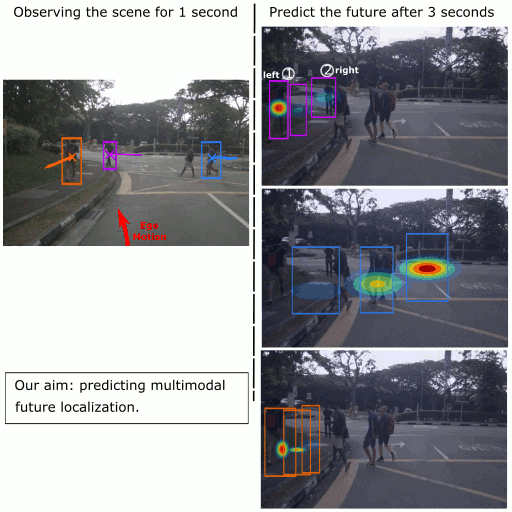 Observing the scene for 1 second
Predict the future after 3 seconds
left 1
2 right
Ego
Motion
Our aim: predicting multimodal
future localization.